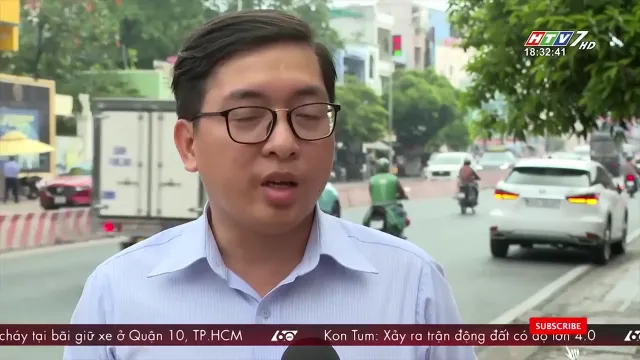 HTV7 HD
18:32:41
SUBSCRIBE
cháy tại bãi giữ xe ở Quận 10, TP.HCM 60 Kon Tum: Xảy ra trận động đất có độ lớn 4.0